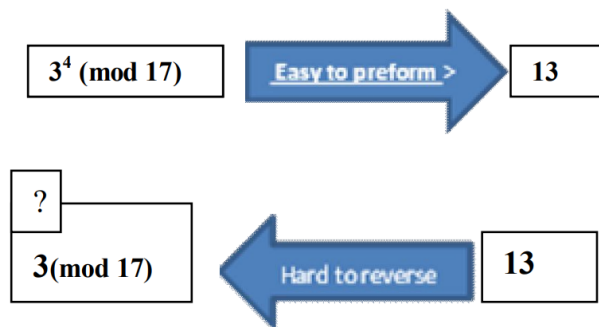 3⁴ (mod 17)
Easy to preform >
13
?
3(mod 17)
Hard to reverse
13